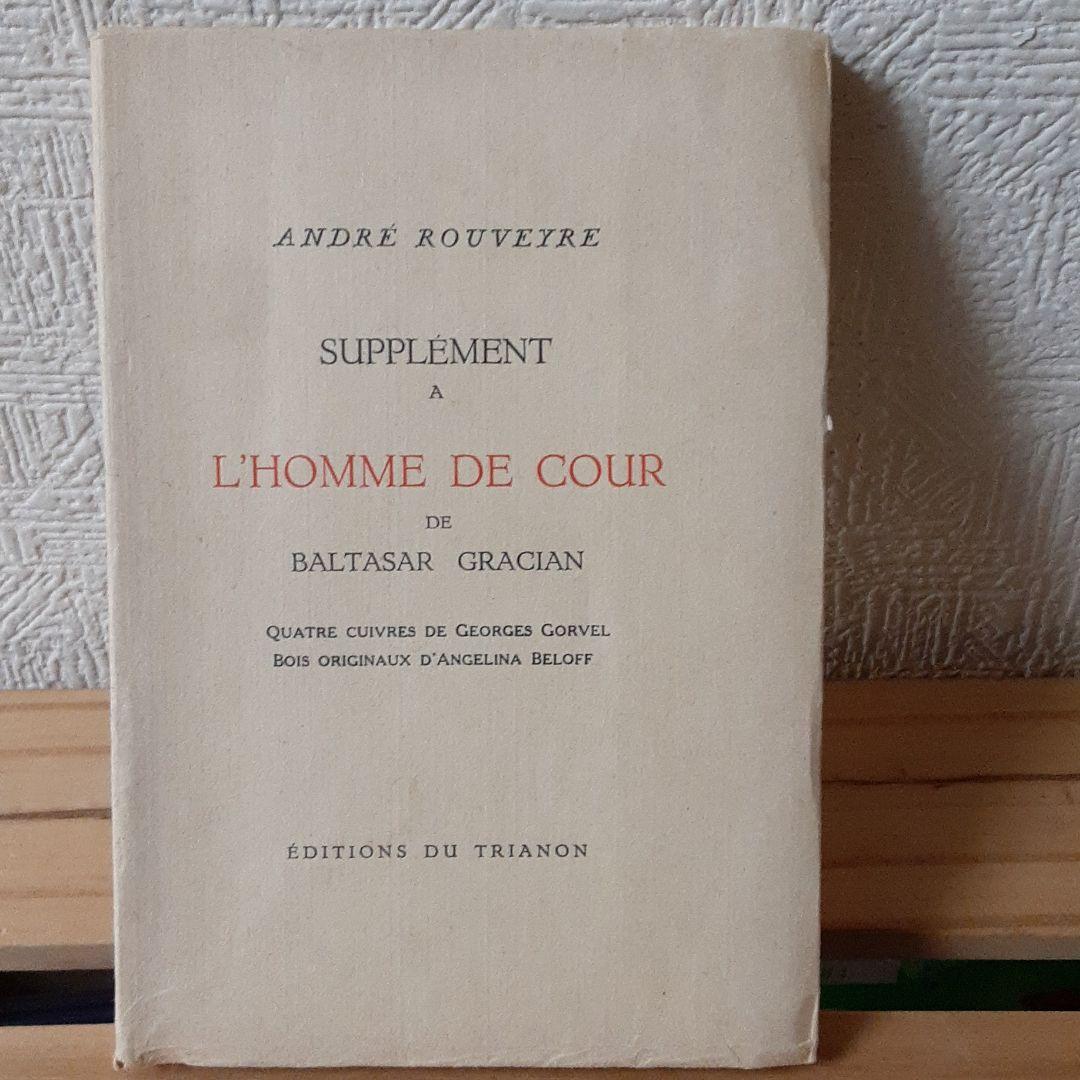 ANDRÉ ROUVEYRE
SUPPLÉMENT
A
L'HOMME DE COUR
DE
BALTASAR GRACIAN
QUATRE CUIVRES DE GEORGES GORVEL
BOIS ORIGINAUX D'ANGELINA BELOFF
ÉDITIONS DU TRIANON